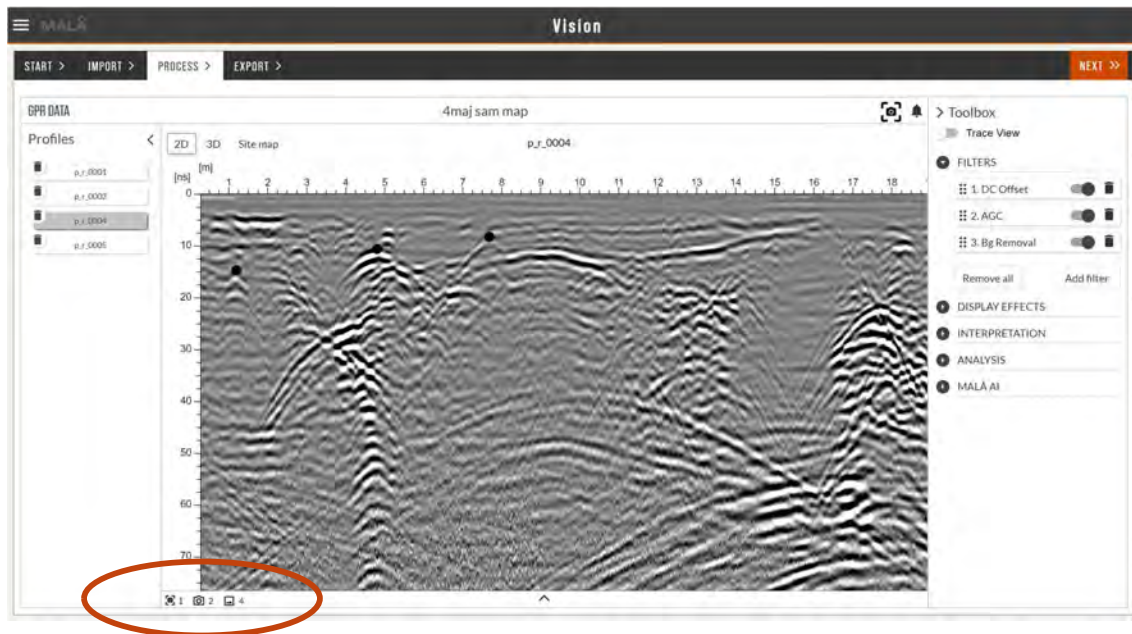 MALÅ
Vision
START > IMPORT > PROCESS > EXPORT >
NEXT >>
GPR DATA
4maj sam map
Profiles
p_r_0001
p_r_0002
p_r_0004
p_r_0005
2D 3D Site map
p_r_0004
[m]
[ns]
1 2 3 4 5 6 7 8 9 10 11 12 13 14 15 16 17 18
0
10
20
30
40
50
60
70
1 2 4
> Toolbox
Trace View
FILTERS
1. DC Offset
2. AGC
3. Bg Removal
Remove all Add filter
DISPLAY EFFECTS
INTERPRETATION
ANALYSIS
MALÅ AI